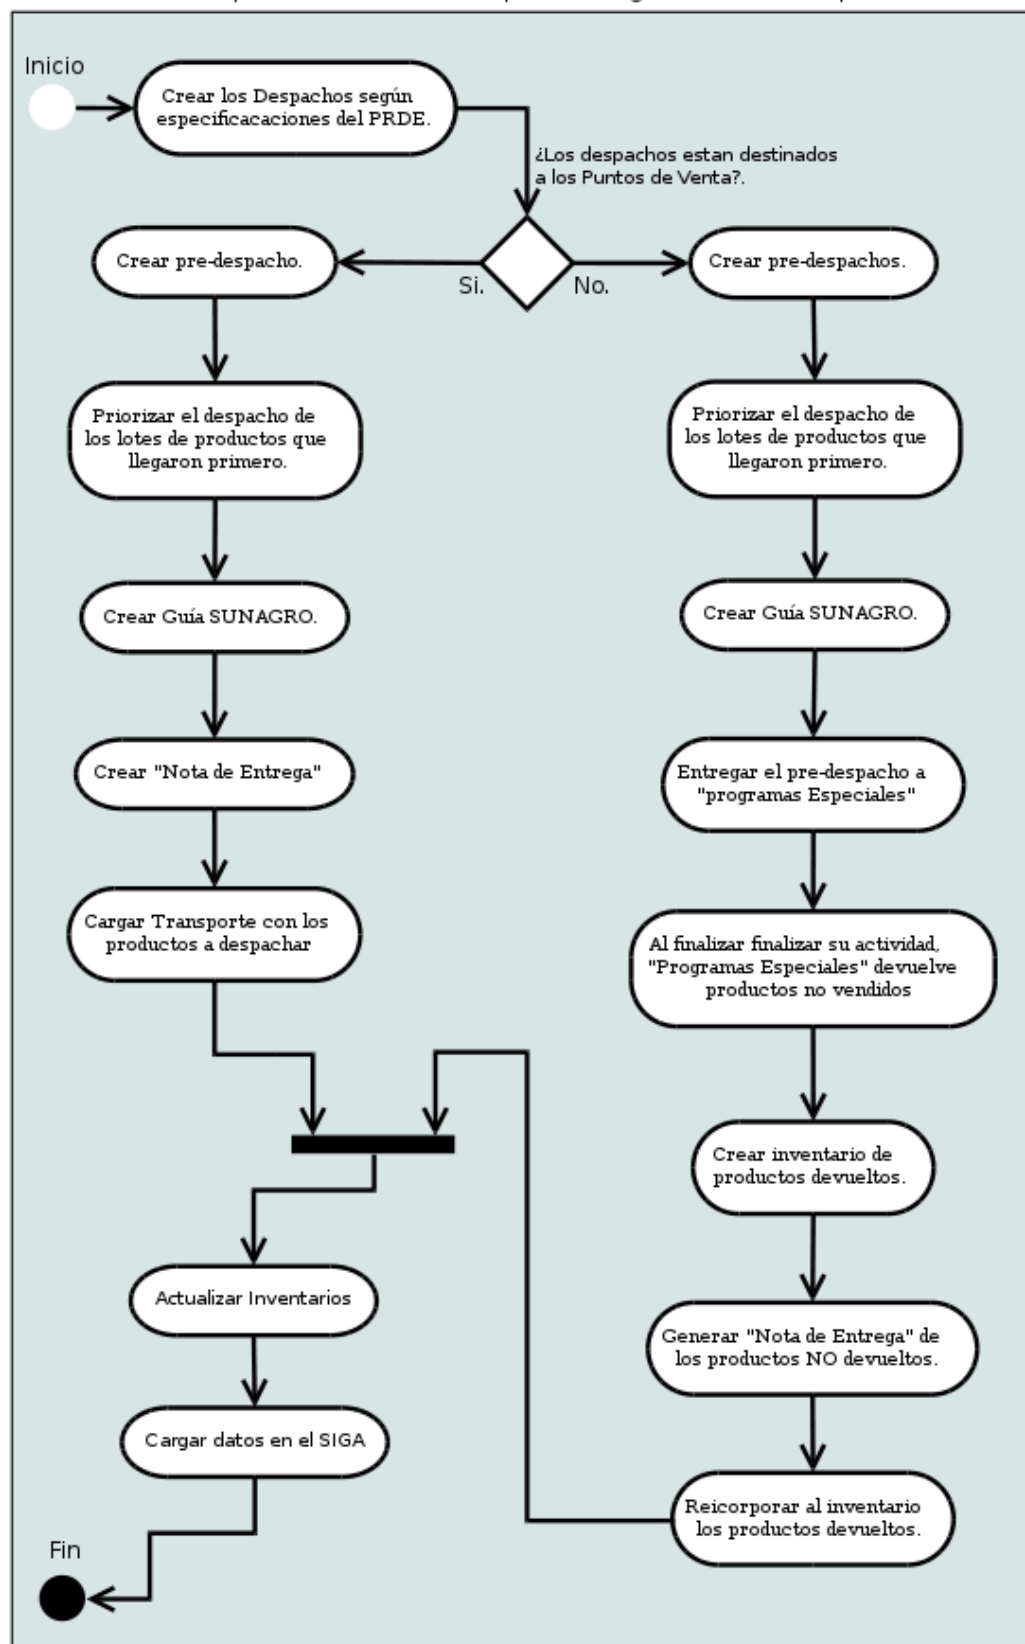 Inicio
Crear los Despachos según
especificacaciones del PRDE.
¿Los despachos estan destinados
a los Puntos de Venta?.
Si.
No.
Crear pre-despacho.
Priorizar el despacho de
los lotes de productos que
llegaron primero.
Crear Guía SUNAGRO.
Crear "Nota de Entrega"
Cargar Transporte con los
productos a despachar
Crear pre-despachos.
Priorizar el despacho de
los lotes de productos que
llegaron primero.
Crear Guía SUNAGRO.
Entregar el pre-despacho a
"programas Especiales"
Al finalizar finalizar su actividad,
"Programas Especiales" devuelve
productos no vendidos
Crear inventario de
productos devueltos.
Generar "Nota de Entrega" de
los productos NO devueltos.
Reicorporar al inventario
los productos devueltos.
Actualizar Inventarios
Cargar datos en el SIGA
Fin